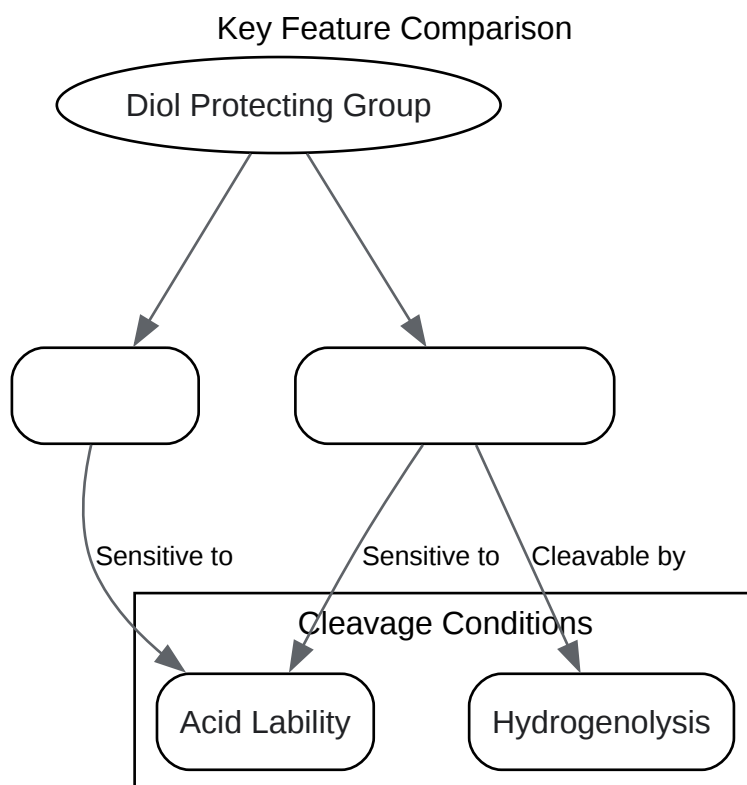 Key Feature Comparison
Diol Protecting Group
Sensitive to
Sensitive to
Cleavable by
Cleavage Conditions
Acid Lability
Hydrogenolysis